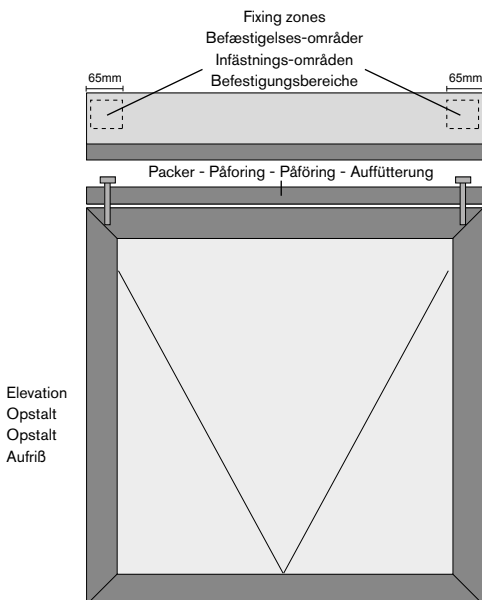 Fixing zones
Befæstigelses-områder
Infästnings-områden
Befestigungsbereiche
65mm
65mm
Packer - Påforing - Påföring - Auffütterung
Elevation
Opstalt
Opstalt
Aufriß